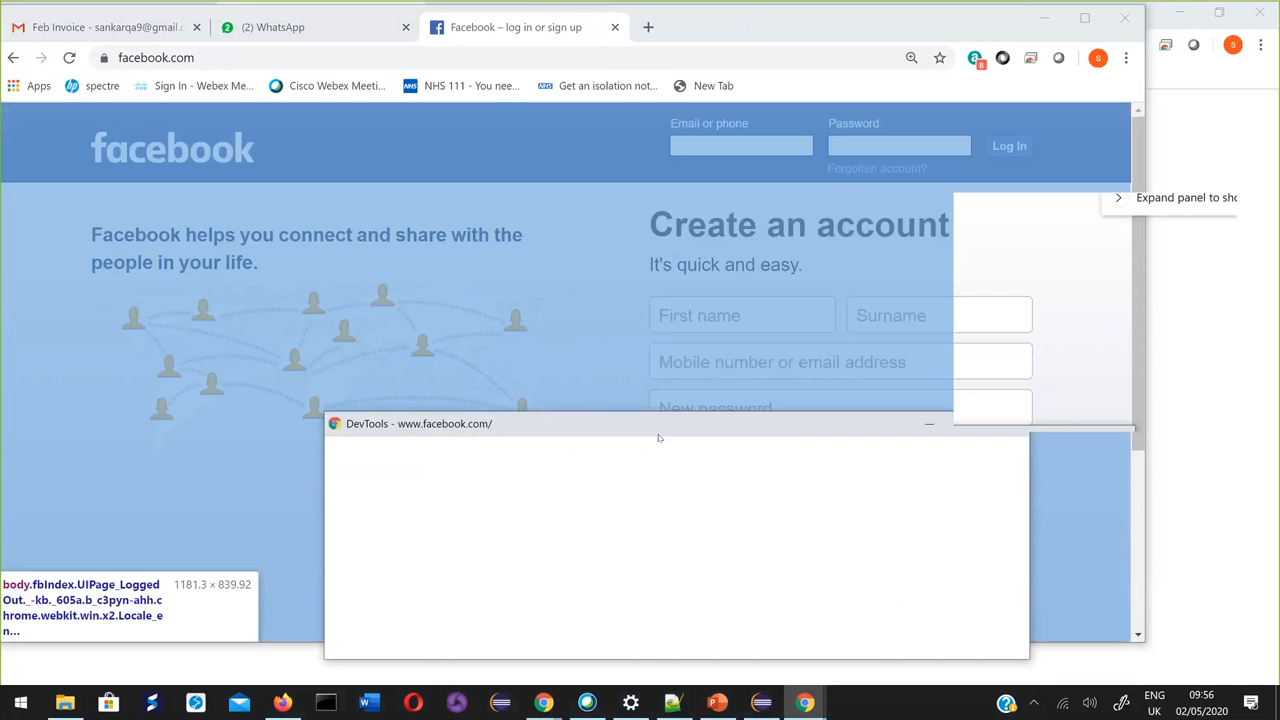 Feb Invoice - sankarqa9@gmail.c
(2) WhatsApp
Facebook – log in or sign up
facebook.com
8
S
S
Apps
spectre
Sign In - Webex Me...
Cisco Webex Meeti...
NHS 111 - You nee...
Get an isolation not...
New Tab
facebook
Email or phone
Password
Log In
Forgotten account?
Expand panel to sho
Facebook helps you connect and share with the
people in your life.
Create an account
It's quick and easy.
First name
Surname
Mobile number or email address
New password
DevTools - www.facebook.com/
body.fbIndex.UIPage_Logged
Out._-kb._605a.b_c3pyn-ahh.c
hrome.webkit.win.x2.Locale_e
n...
1181.3 × 839.92
ENG
UK
09:56
02/05/2020